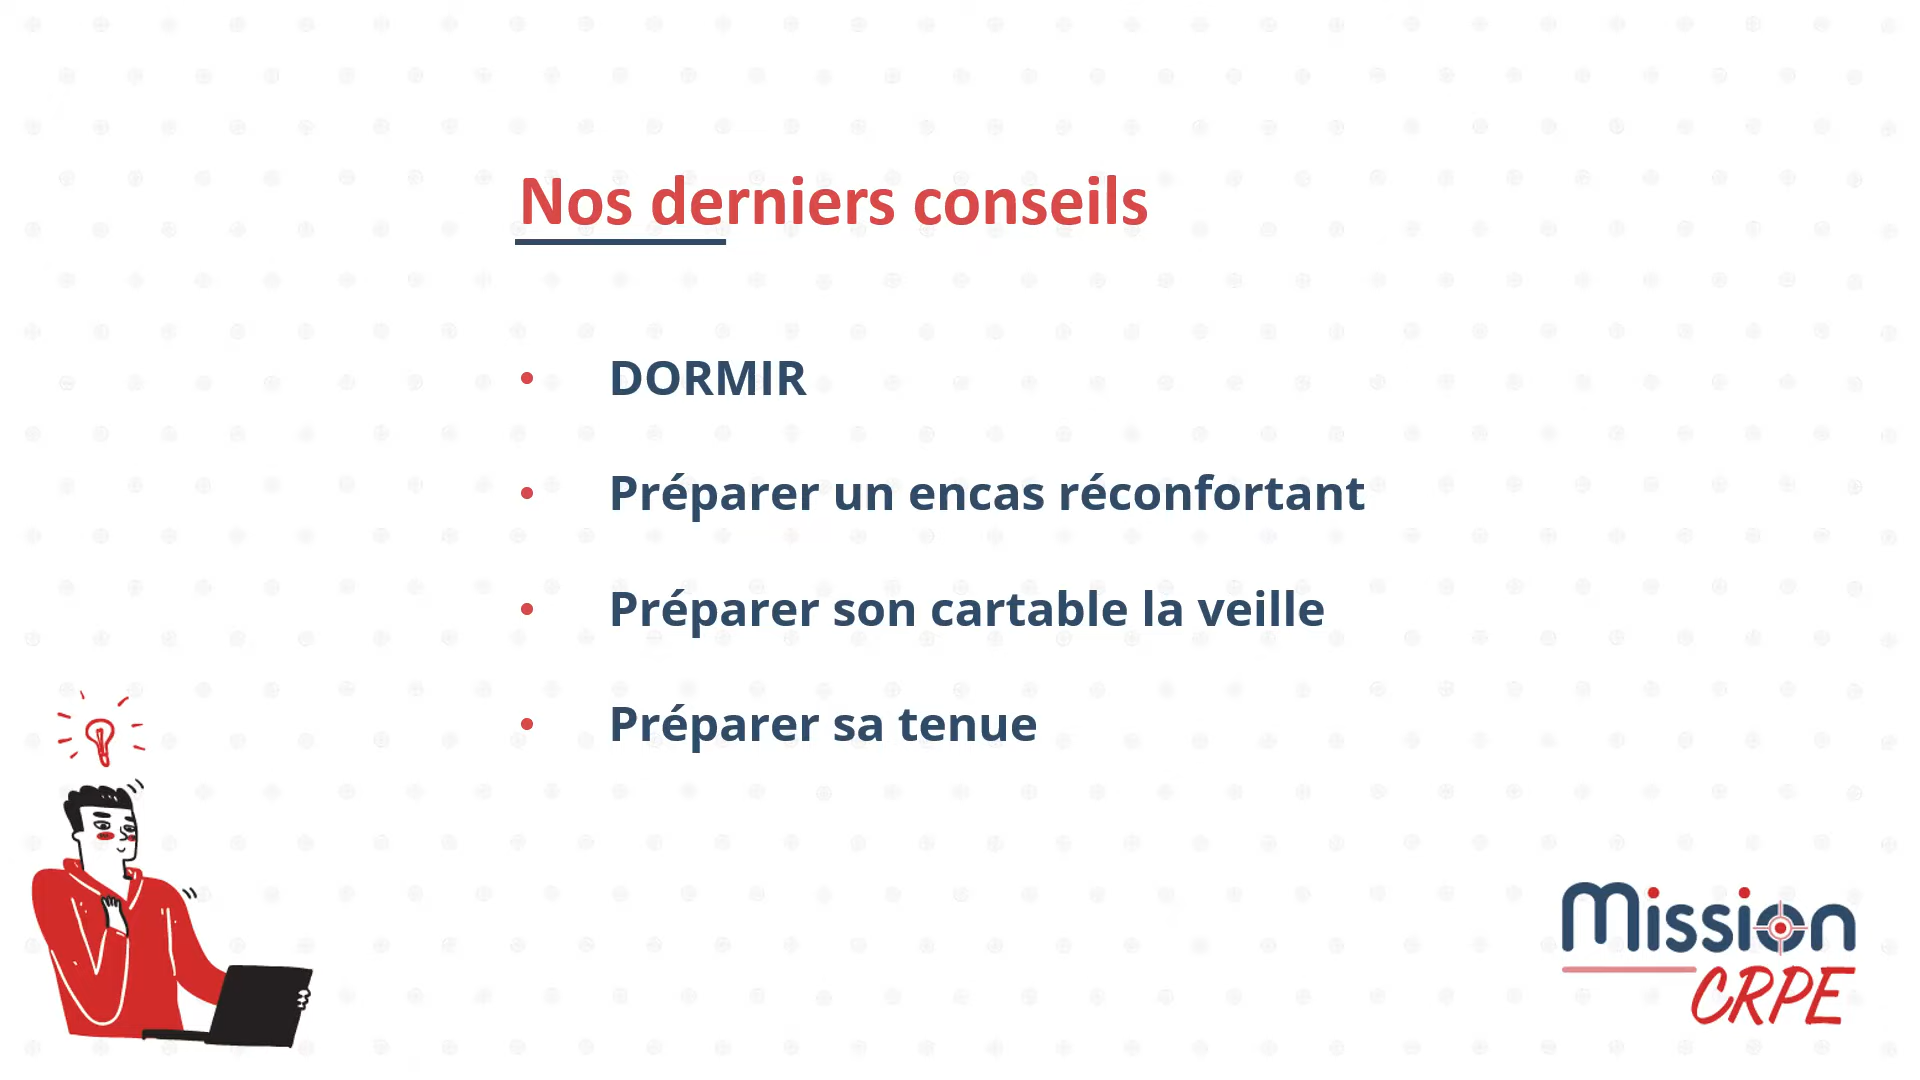 Nos derniers conseils
• DORMIR
• Préparer un encas réconfortant
• Préparer son cartable la veille
• Préparer sa tenue
Mission
CRPE